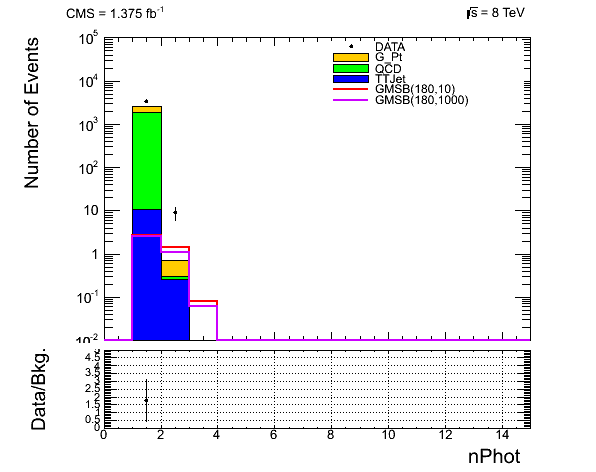 CMS = 1.375 fb⁻¹ √s = 8 TeV
Number of Events
10⁵
10⁴
10³
10²
10
1
10⁻¹
10⁻²
DATA
G_Pt
QCD
TTJet
GMSB(180,10)
GMSB(180,1000)
Data/Bkg.
5
4.5
4
3.5
3
2.5
2
1.5
1
0.5
0
0 2 4 6 8 10 12 14
nPhot